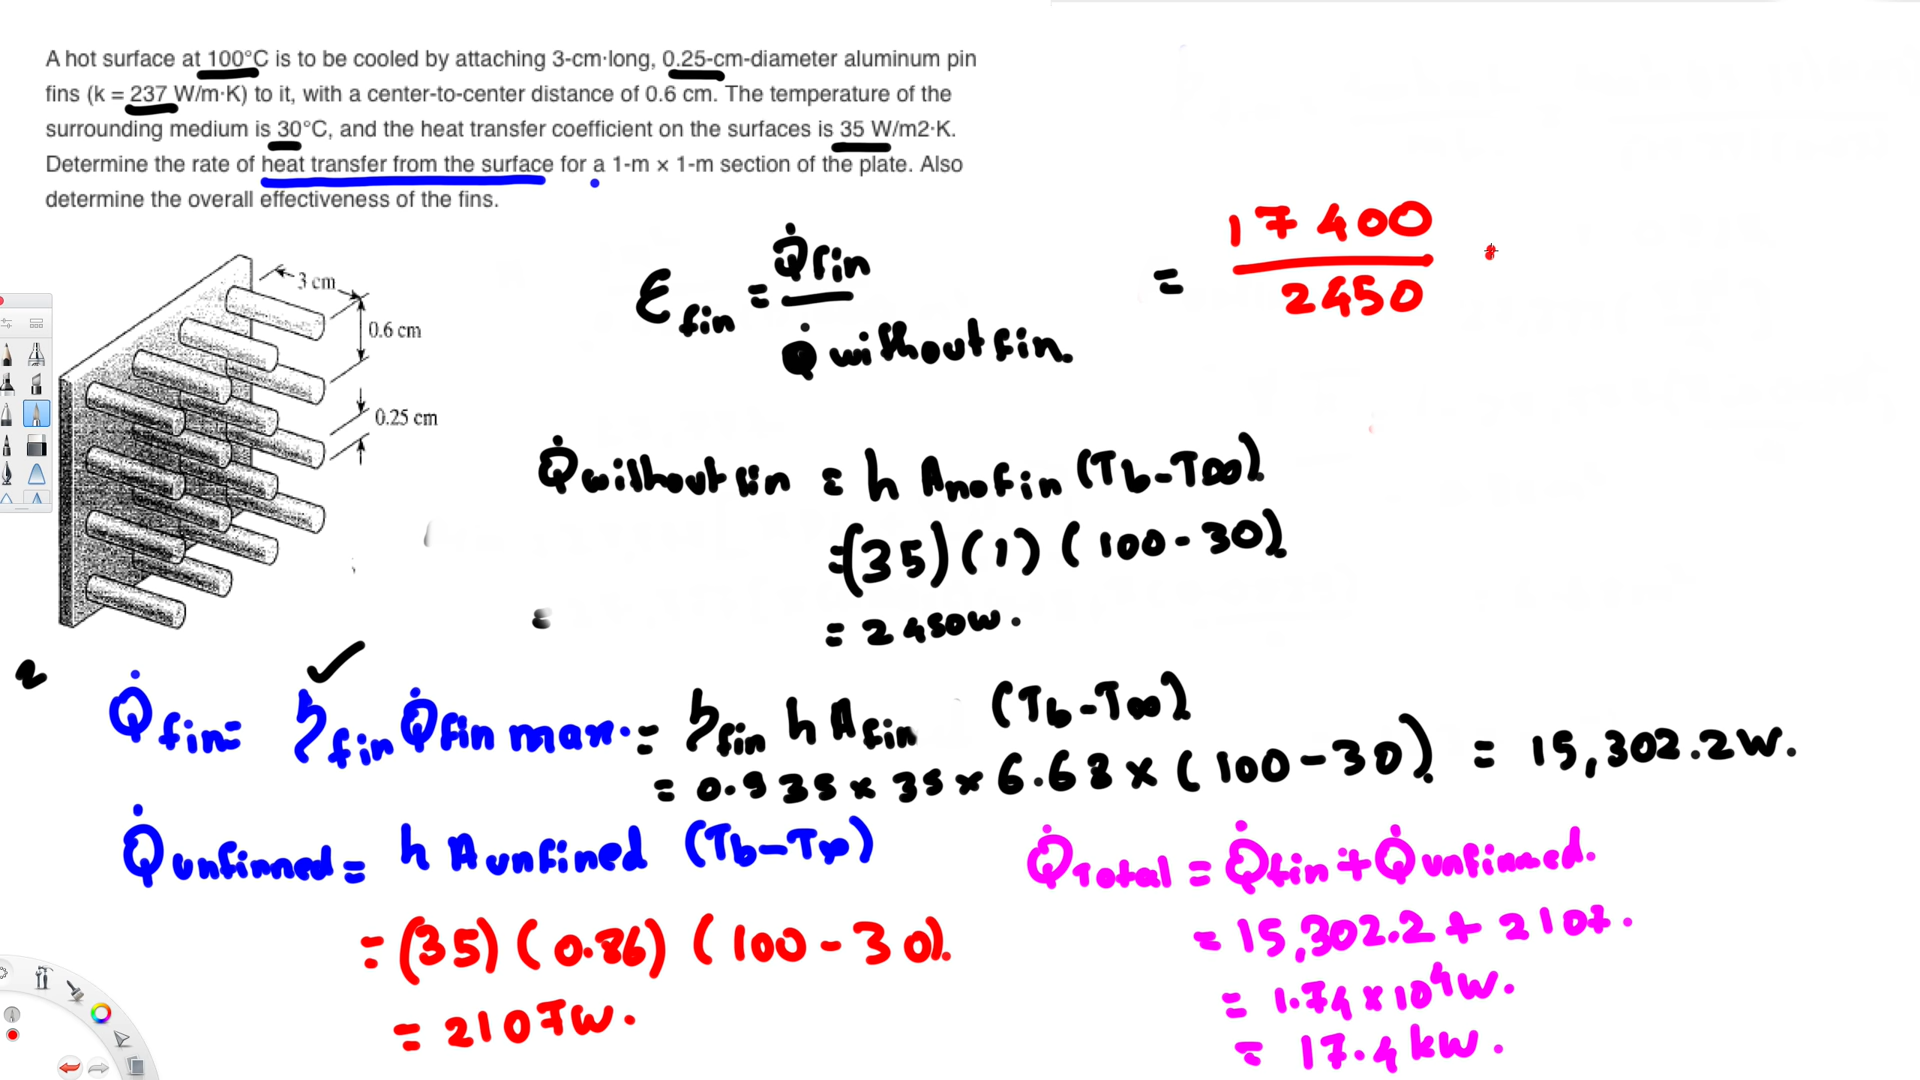 A hot surface at 100°C is to be cooled by attaching 3-cm-long, 0.25-cm-diameter aluminum pin
fins (k = 237 W/m·K) to it, with a center-to-center distance of 0.6 cm. The temperature of the
surrounding medium is 30°C, and the heat transfer coefficient on the surfaces is 35 W/m2·K.
Determine the rate of heat transfer from the surface for a 1-m × 1-m section of the plate. Also
determine the overall effectiveness of the fins.
3 cm
0.6 cm
0.25 cm
Ɛfin = Q̇fin / Q̇without fin. = 17400 / 2450
Q̇without fin = h Anofin (Tb-T∞)
=(35)(1)(100-30)
=
= 2450W.
2
Q̇fin = ηfin Q̇fin max. = ηfin h Afin (Tb-T∞)
= 0.935 x 35 x 6.68 x (100-30). = 15,302.2W.
Q̇unfinned = h Aunfined (Tb-T∞)
= (35)(0.86)(100-30).
= 2107W.
Q̇Total = Q̇fin + Q̇unfinned.
= 15,302.2 + 2107.
= 1.74 x 10⁴W.
= 17.4 kW.